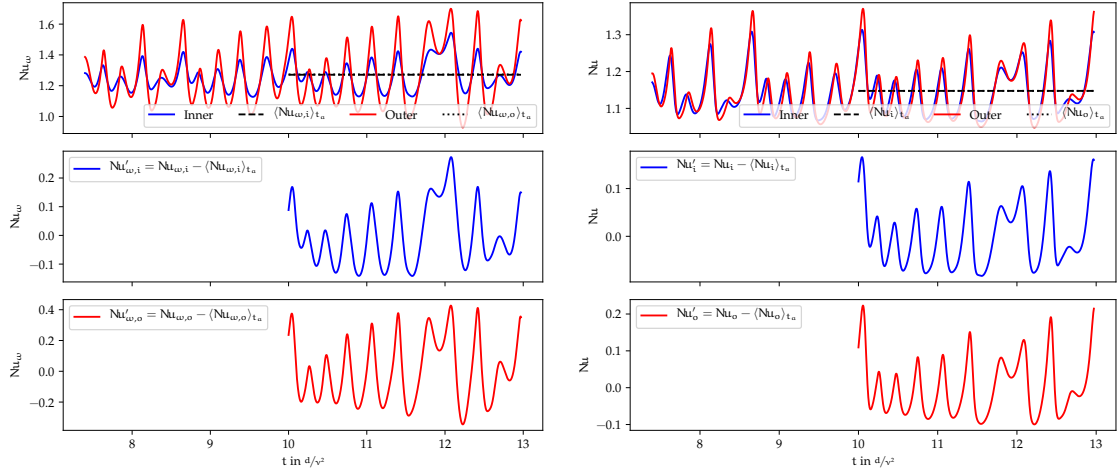 1.6
1.4
1.2
1.0
Nu_ω
Inner
⟨Nu_ω,i⟩_tₐ
Outer
⟨Nu_ω,o⟩_tₐ
1.3
1.2
1.1
Nu
Inner
⟨Nu_i⟩_tₐ
Outer
⟨Nu_o⟩_tₐ
0.2
0.0
−0.1
Nu_ω
Nu′_ω,i = Nu_ω,i − ⟨Nu_ω,i⟩_tₐ
0.1
0.0
Nu
Nu′_i = Nu_i − ⟨Nu_i⟩_tₐ
0.4
0.2
0.0
−0.2
Nu_ω
Nu′_ω,o = Nu_ω,o − ⟨Nu_ω,o⟩_tₐ
8 9 10 11 12 13
t in d/ν²
0.2
0.1
0.0
−0.1
Nu
Nu′_o = Nu_o − ⟨Nu_o⟩_tₐ
8 9 10 11 12 13
t in d/ν²